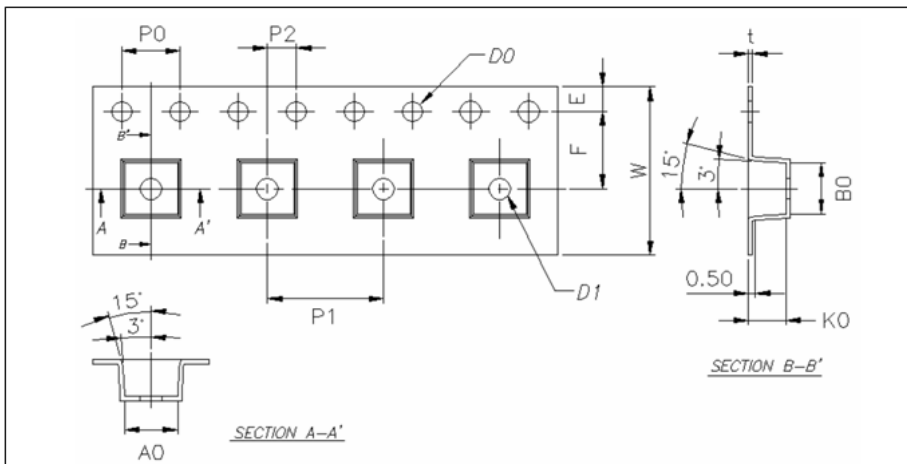 P0
P2
D0
t
E
F
W
B'
A
A'
B
15°
3°
B0
0.50
K0
P1
D1
SECTION B-B'
15°
3°
A0
SECTION A-A'